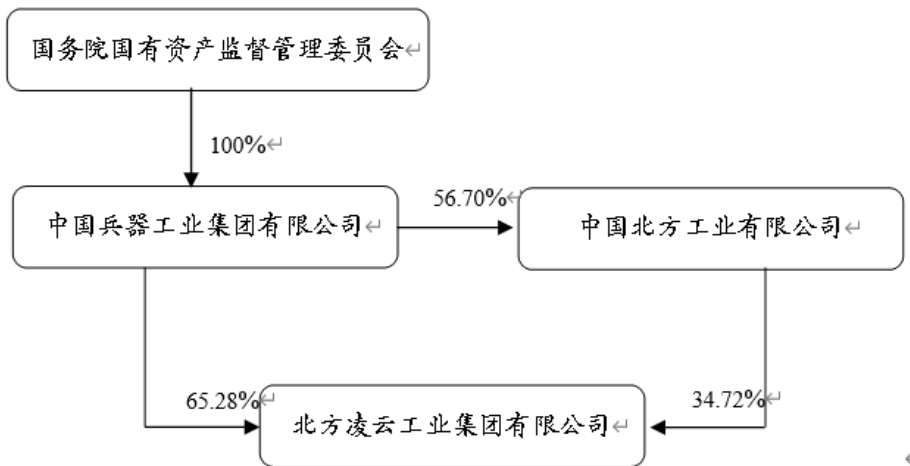 国务院国有资产监督管理委员会
100%
中国兵器工业集团有限公司
56.70%
中国北方工业有限公司
65.28%
34.72%
北方凌云工业集团有限公司